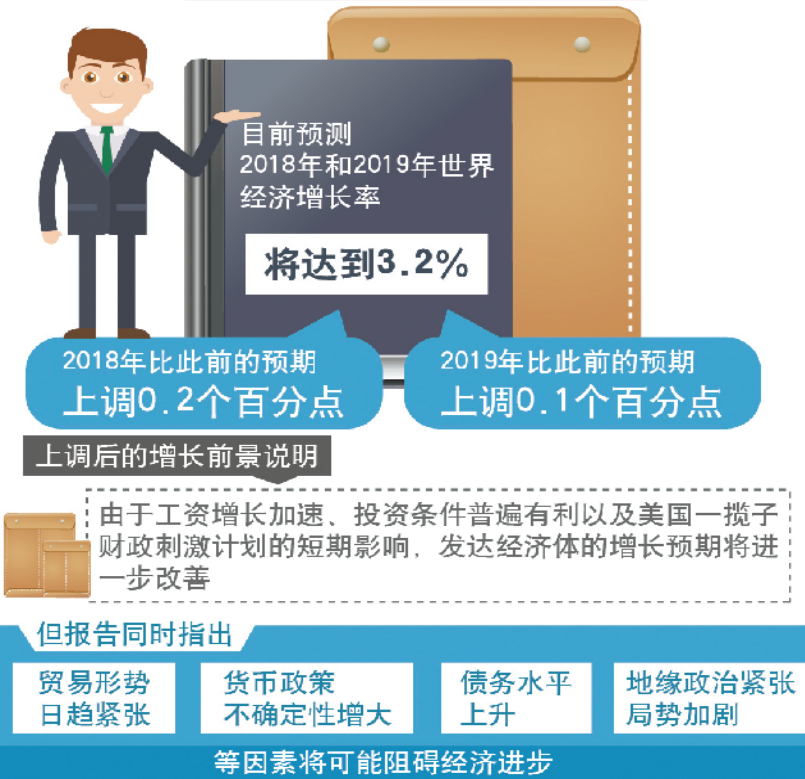 目前预测
2018年和2019年世界
经济增长率
将达到3.2%
2018年比此前的预期
上调0.2个百分点
2019年比此前的预期
上调0.1个百分点
上调后的增长前景说明
由于工资增长加速、投资条件普遍有利以及美国一揽子
财政刺激计划的短期影响，发达经济体的增长预期将进
一步改善
但报告同时指出
贸易形势
日趋紧张
货币政策
不确定性增大
债务水平
上升
地缘政治紧张
局势加剧
等因素将可能阻碍经济进步